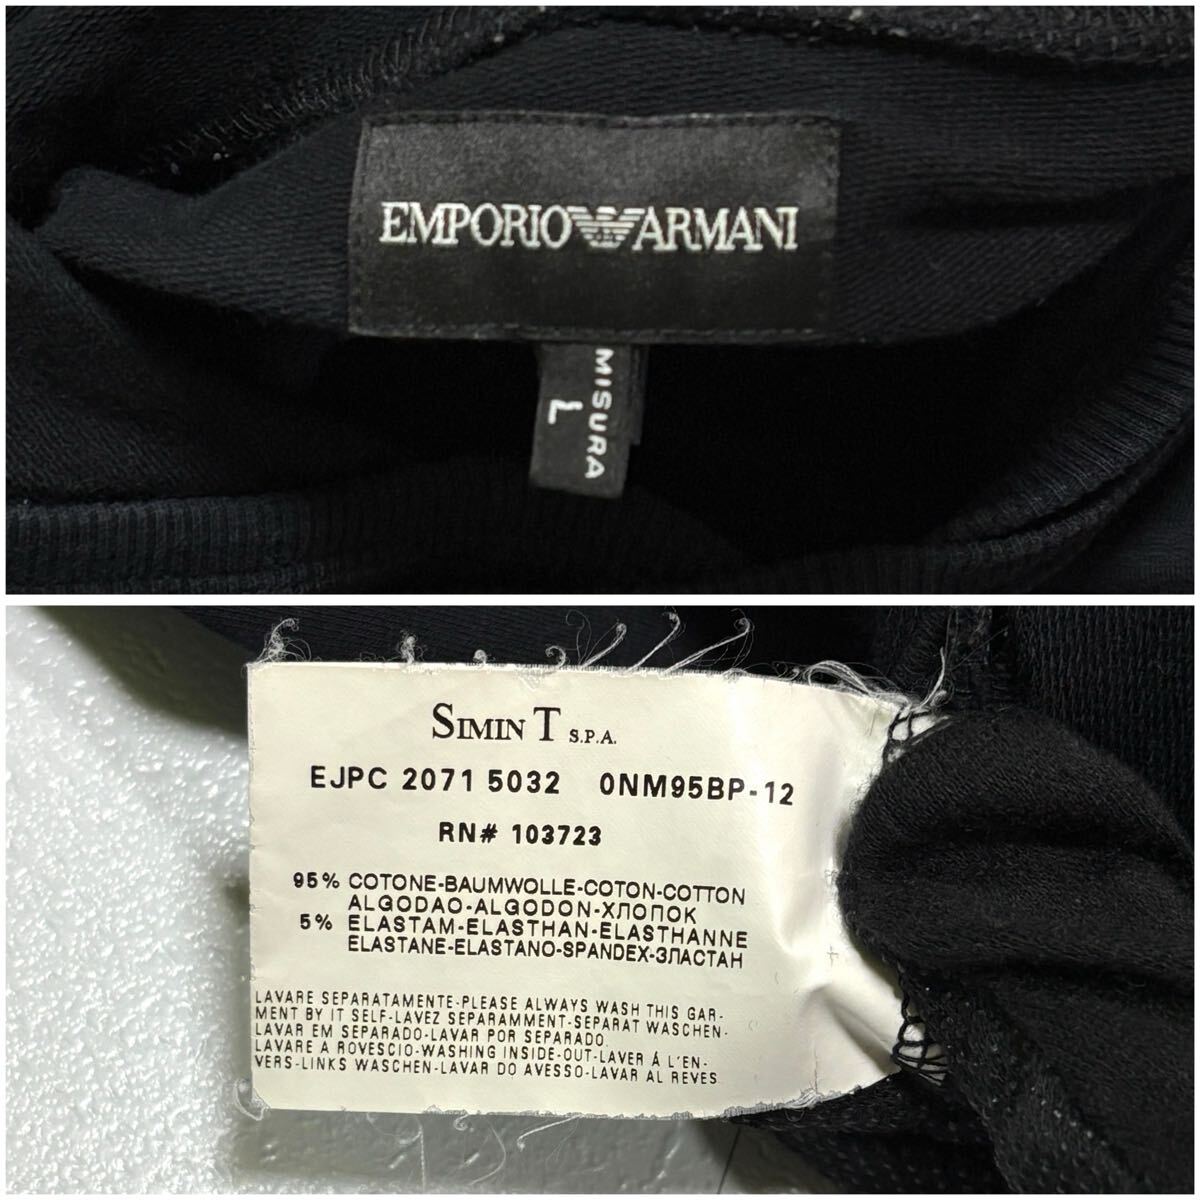 EMPORIO ARMANI
MISURA
L
SIMIN T S.P.A.
EJPC 2071 5032 0NM95BP-12
RN# 103723
95% COTONE-BAUMWOLLE-COTON-COTTON
ALGODAO-ALGODON-ХЛОПОК
5% ELASTAM-ELASTHAN-ELASTHANNE
ELASTANE-ELASTANO-SPANDEX-ЭЛАСТАН
LAVARE SEPARATAMENTE-PLEASE ALWAYS WASH THIS GAR-
MENT BY IT SELF-LAVEZ SEPARAMMENT-SEPARAT WASCHEN-
LAVAR EM SEPARADO-LAVAR POR SEPARADO.
LAVARE A ROVESCIO-WASHING INSIDE-OUT-LAVER Á L'EN-
VERS-LINKS WASCHEN-LAVAR DO AVESSO-LAVAR AL REVES